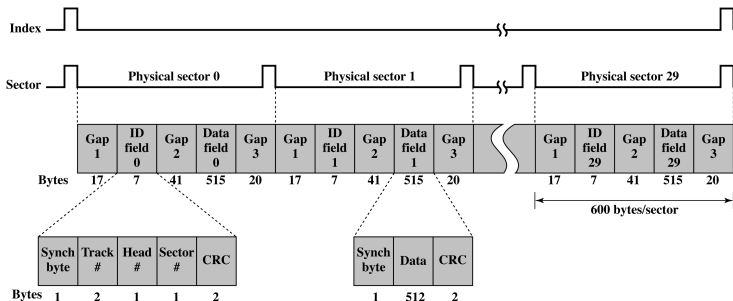 Index
Sector
Physical sector 0
Physical sector 1
Physical sector 29
Gap 1
ID field 0
Gap 2
Data field 0
Gap 3
Gap 1
ID field 1
Gap 2
Data field 1
Gap 3
Gap 1
ID field 29
Gap 2
Data field 29
Gap 3
Bytes 17 7 41 515 20 17 7 41 515 20 17 7 41 515 20
600 bytes/sector
Synch byte
Track #
Head #
Sector #
CRC
Synch byte
Data
CRC
Bytes 1 2 1 1 2 1 512 2